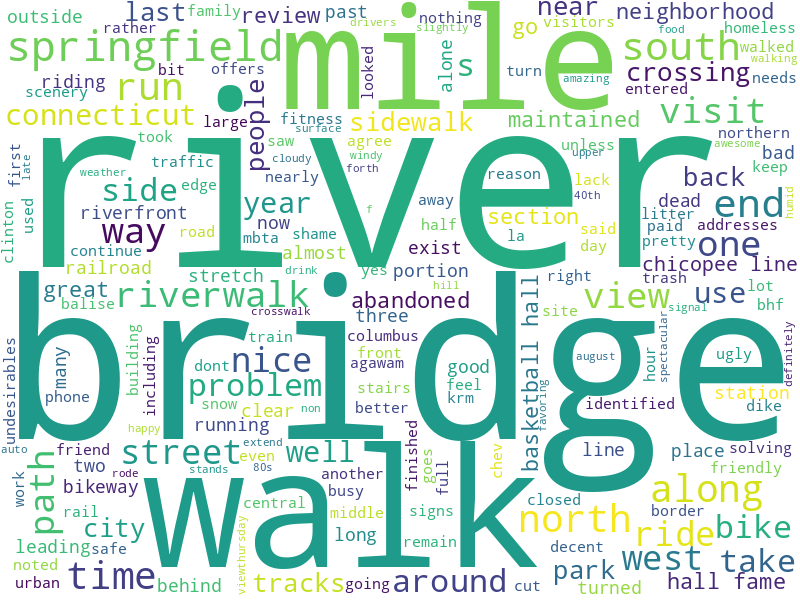 outside family last review past drivers slightly nothing near go visitors homeless neighborhood
rather mile food walked walking
springfield riding bit offers looked alone s turn amazing crossing entered needs
scenery run people south
connecticut large fitness surface sidewalk maintained visit northern awesome
took saw agree windy unless upper bad
first late traffic cloudy forth reason lack dead back keep
weather river nearly 40th litter
side edge year away section said paid end
clinton used riverfront way now mbta shame half exist la day pretty addresses one humid
continue road almost f
railroad stretch yes portion right trash chicopee line
great balise riverwalk drink hill abandoned view site signal use lot bhf
crosswalk three
undesirables many building including train columbus basketball hall favoring hour spectacular definitely
nice front agawam bridge august ugly
phone problem dont stairs good feel krm station
snow clear non better identified dike
auto happy friend running even extend 80s another finished goes chev line place solving
path street well friendly
two rode stands busy full walk
work bikeway central middle signs closed border along
rail city viewthursday long remain north ride bike
leading safe decent
noted west take
urban time behind tracks going around cut turned park hall fame